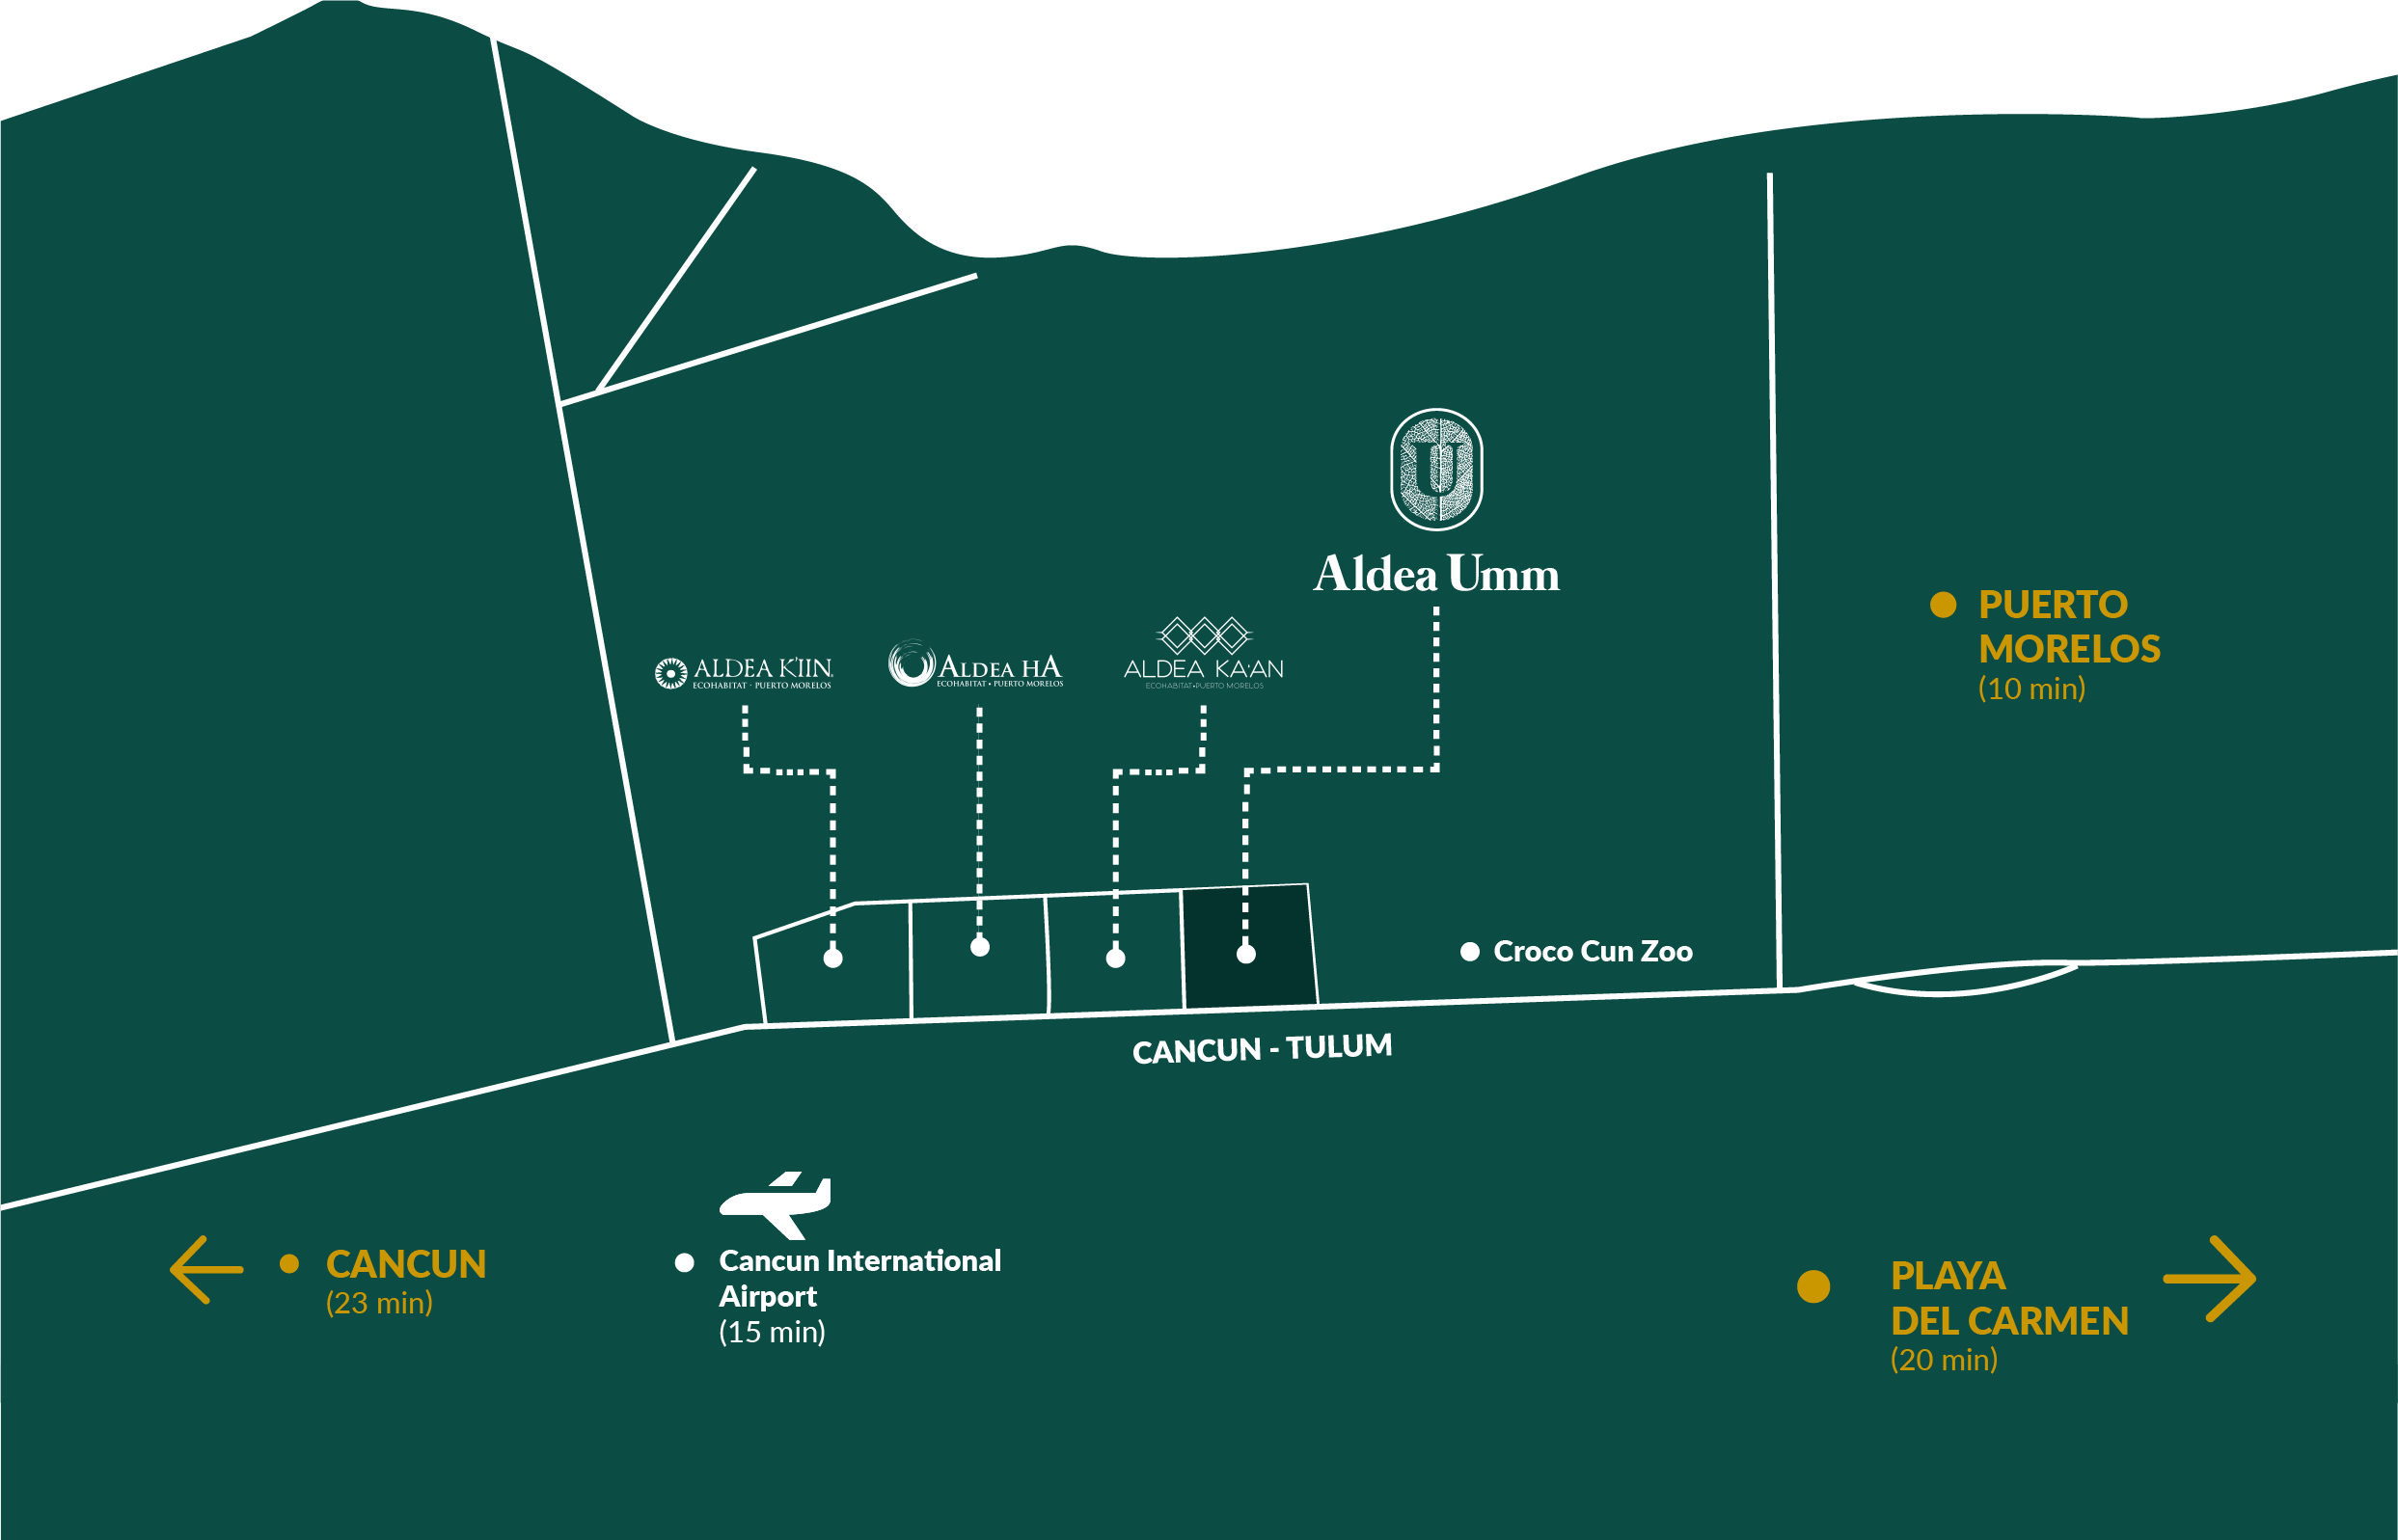 U
Aldea Umm
ALDEA K'IIN
ECOHABITAT · PUERTO MORELOS
ALDEA HA
ECOHABITAT • PUERTO MORELOS
ALDEA KA'AN
ECOHABITAT•PUERTO MORELOS
PUERTO
MORELOS
(10 min)
Croco Cun Zoo
CANCUN - TULUM
CANCUN
(23 min)
Cancun International
Airport
(15 min)
PLAYA
DEL CARMEN
(20 min)